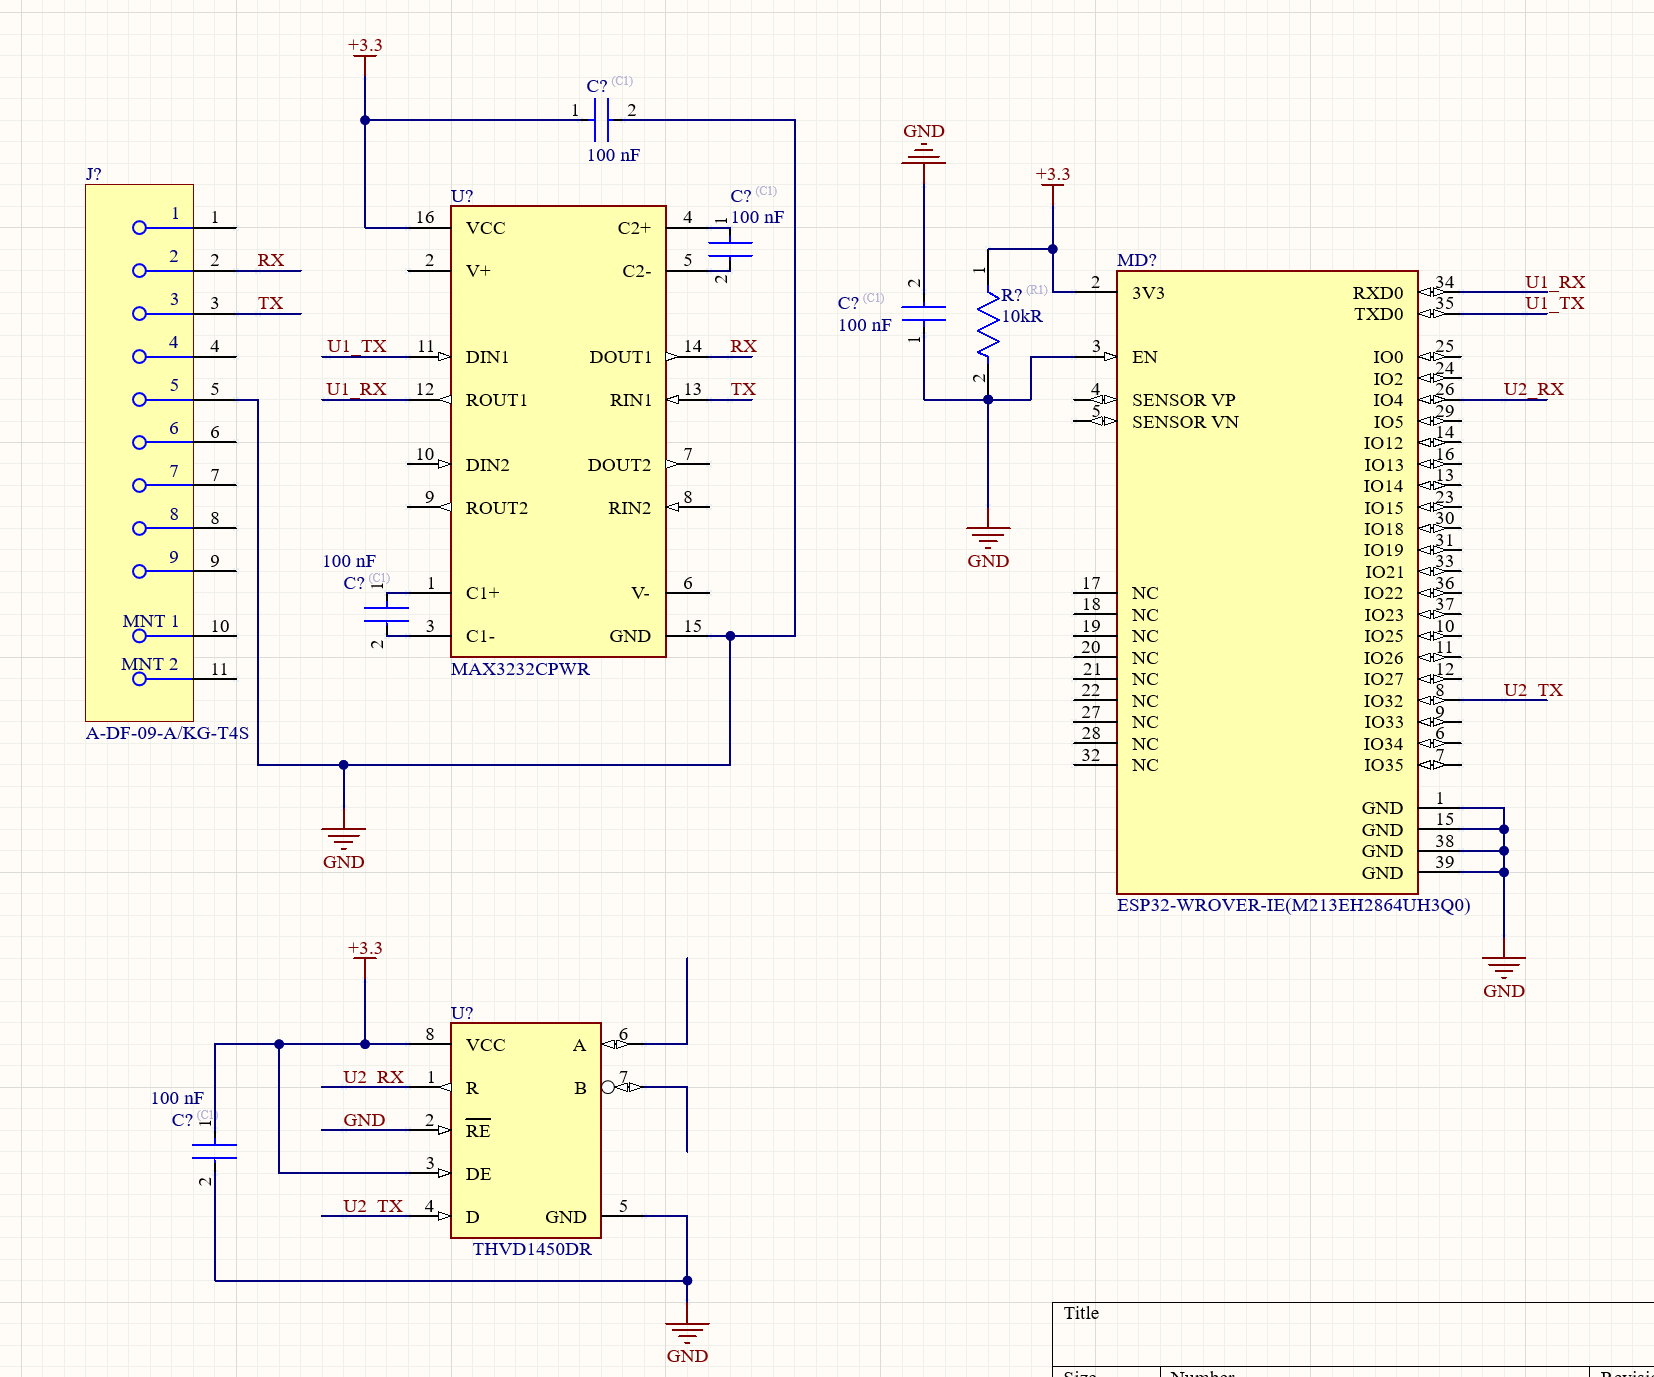 +3.3
C? (C1)
1 2
100 nF
J?
1 1
2 2 RX
3 3 TX
4 4
5 5
6 6
7 7
8 8
9 9
MNT 1 10
MNT 2 11
A-DF-09-A/KG-T4S
U?
16 VCC
2 V+
U1_TX 11 DIN1
U1_RX 12 ROUT1
10 DIN2
9 ROUT2
1 C1+
3 C1-
C2+ 4
C2- 5
DOUT1 14 RX
RIN1 13 TX
DOUT2 7
RIN2 8
V- 6
GND 15
MAX3232CPWR
C? (C1)
1 100 nF
2
100 nF
C? (C1)
1
2
GND
GND
2
C? (C1)
100 nF
1
+3.3
1
R? (R1)
10kR
2
GND
MD?
2 3V3
3 EN
4 SENSOR VP
5 SENSOR VN
17 NC
18 NC
19 NC
20 NC
21 NC
22 NC
27 NC
28 NC
32 NC
RXD0 34 U1_RX
TXD0 35 U1_TX
IO0 25
IO2 24
IO4 26 U2_RX
IO5 29
IO12 14
IO13 16
IO14 13
IO15 23
IO18 30
IO19 31
IO21 33
IO22 36
IO23 37
IO25 10
IO26 11
IO27 12
IO32 8 U2_TX
IO33 9
IO34 6
IO35 7
GND 1
GND 15
GND 38
GND 39
ESP32-WROVER-IE(M213EH2864UH3Q0)
GND
+3.3
U?
8 VCC
U2_RX 1 R
GND 2 RE
3 DE
U2_TX 4 D
A 6
B 7
GND 5
THVD1450DR
100 nF
C? (C1)
1
2
GND
Title
Size
Number